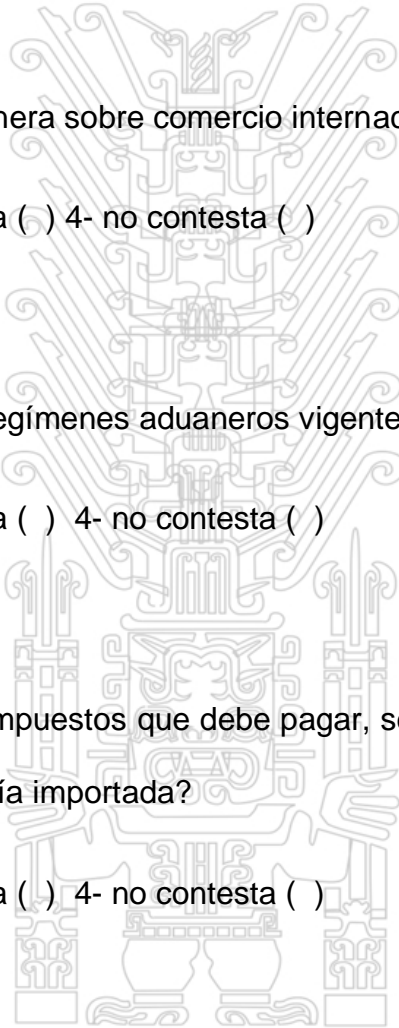 nera sobre comercio internac
a ( ) 4- no contesta ( )
egímenes aduaneros vigente
a ( ) 4- no contesta ( )
mpuestos que debe pagar, s
ía importada?
a ( ) 4- no contesta ( )